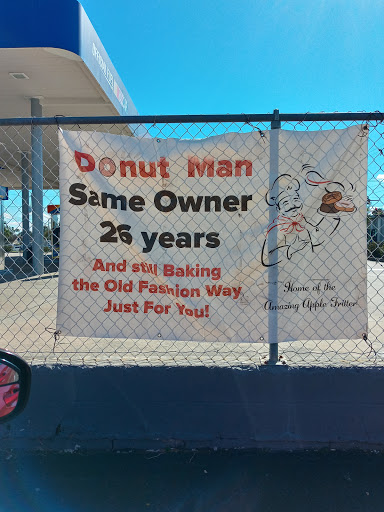 Donut Man
Same Owner
26 years
And still Baking
the Old Fashion Way
Just For You!
Home of the
Amazing Apple Fritter